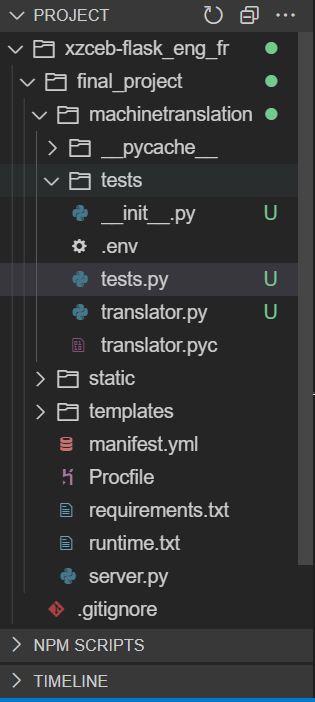 PROJECT
xzceb-flask_eng_fr
final_project
machinetranslation
__pycache__
tests
__init__.py U
.env
tests.py U
translator.py U
translator.pyc
static
templates
manifest.yml
Procfile
requirements.txt
runtime.txt
server.py
.gitignore
NPM SCRIPTS
TIMELINE